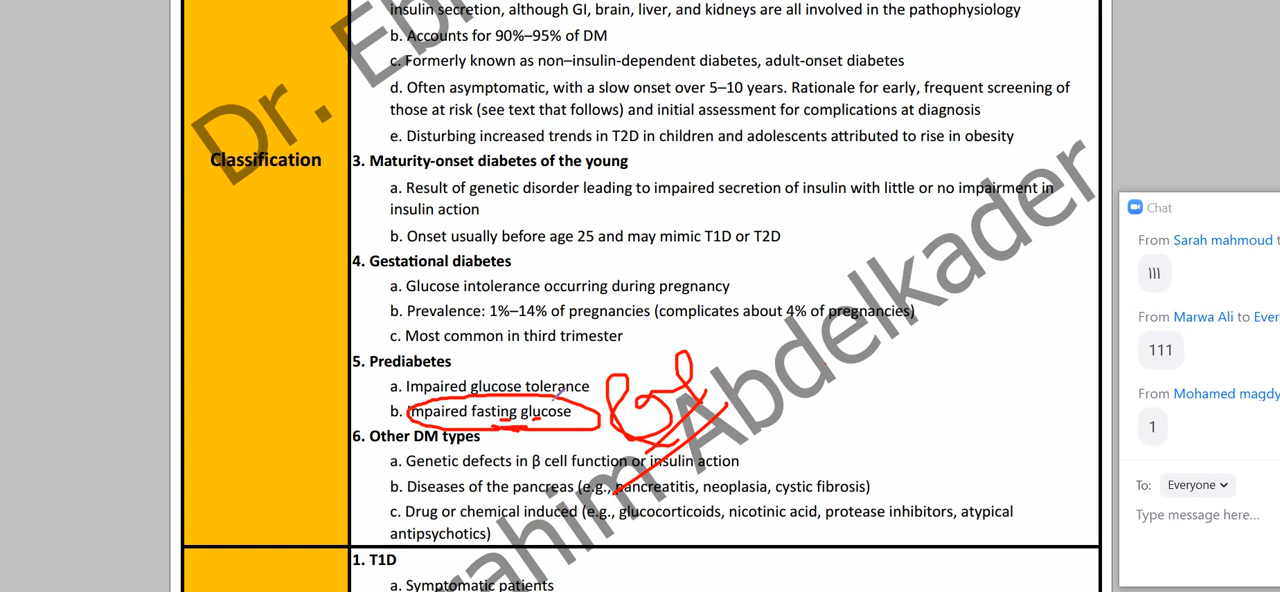 insulin secretion, although GI, brain, liver, and kidneys are all involved in the pathophysiology
b. Accounts for 90%–95% of DM
c. Formerly known as non–insulin-dependent diabetes, adult-onset diabetes
d. Often asymptomatic, with a slow onset over 5–10 years. Rationale for early, frequent screening of
those at risk (see text that follows) and initial assessment for complications at diagnosis
e. Disturbing increased trends in T2D in children and adolescents attributed to rise in obesity
Classification
3. Maturity-onset diabetes of the young
a. Result of genetic disorder leading to impaired secretion of insulin with little or no impairment in
insulin action
b. Onset usually before age 25 and may mimic T1D or T2D
4. Gestational diabetes
a. Glucose intolerance occurring during pregnancy
b. Prevalence: 1%–14% of pregnancies (complicates about 4% of pregnancies)
c. Most common in third trimester
5. Prediabetes
a. Impaired glucose tolerance
b. Impaired fasting glucose
6. Other DM types
a. Genetic defects in β cell function or insulin action
b. Diseases of the pancreas (e.g., pancreatitis, neoplasia, cystic fibrosis)
c. Drug or chemical induced (e.g., glucocorticoids, nicotinic acid, protease inhibitors, atypical
antipsychotics)
1. T1D
a. Symptomatic patients
Dr. Eb
rahim Abdelkader
Chat
From Sarah mahmoud t
111
From Marwa Ali to Ever
111
From Mohamed magdy
1
To: Everyone
Type message here...